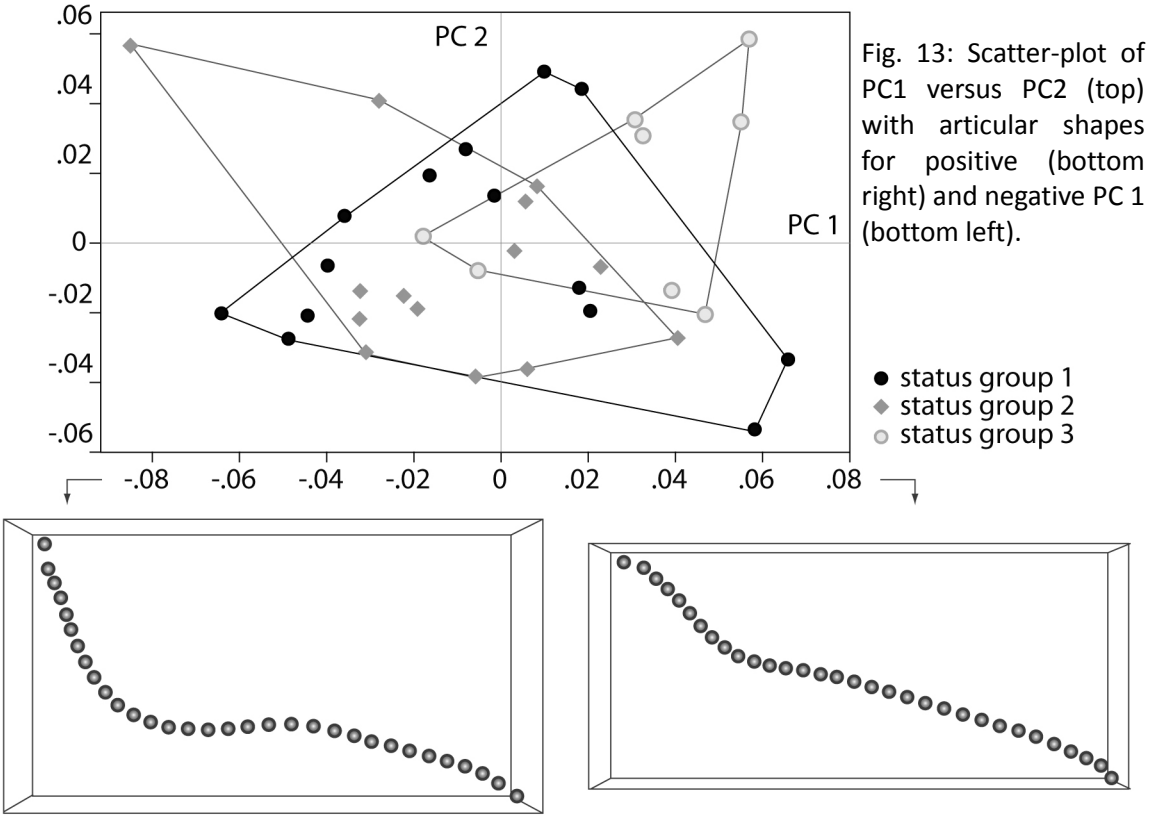 .06
.04
.02
0
-.02
-.04
-.06
PC 2
PC 1
-.08
-.06
-.04
-.02
0
.02
.04
.06
.08
Fig. 13: Scatter-plot of
PC1 versus PC2 (top)
with articular shapes
for positive (bottom
right) and negative PC 1
(bottom left).
status group 1
status group 2
status group 3